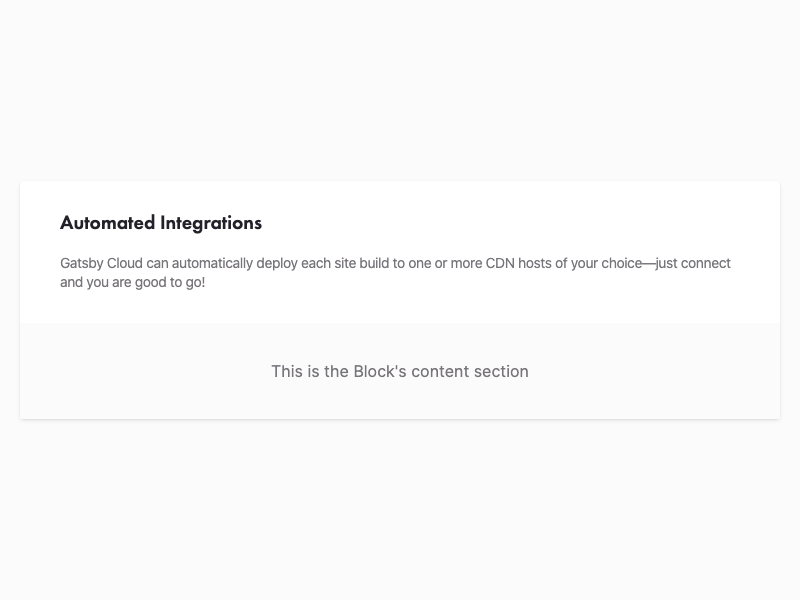 Automated Integrations
Gatsby Cloud can automatically deploy each site build to one or more CDN hosts of your choice—just connect
and you are good to go!
This is the Block's content section